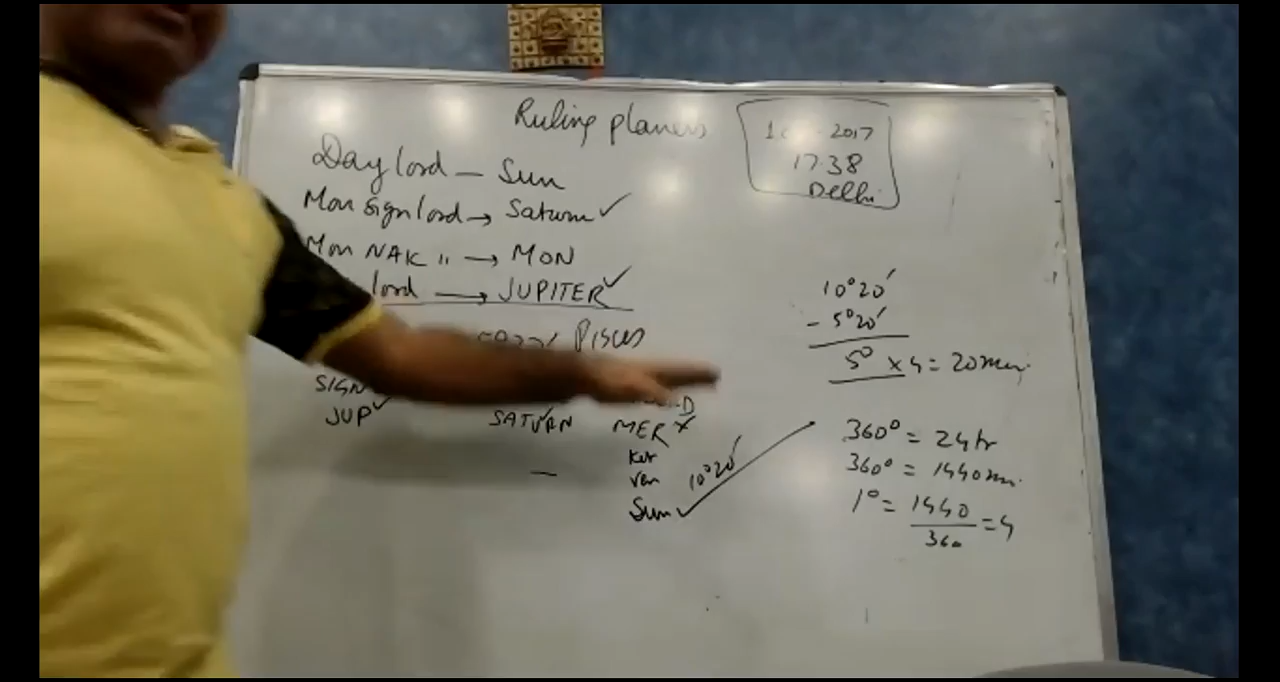 Ruling planers
2017
17.38
Delhi
Day lord — Sun
Mon Sign lord → Saturn ✓
Mon NAK " → MON
lord → JUPITER ✓
Pisces
SIGN
JUP ✓
SATURN
MER x
Ket
Ven
Sun ✓ 10°20'
10°20'
- 5°20'
5° x 4 = 20 min.
360° = 24 hr
360° = 1440 min.
1° = 1440 = 4
360